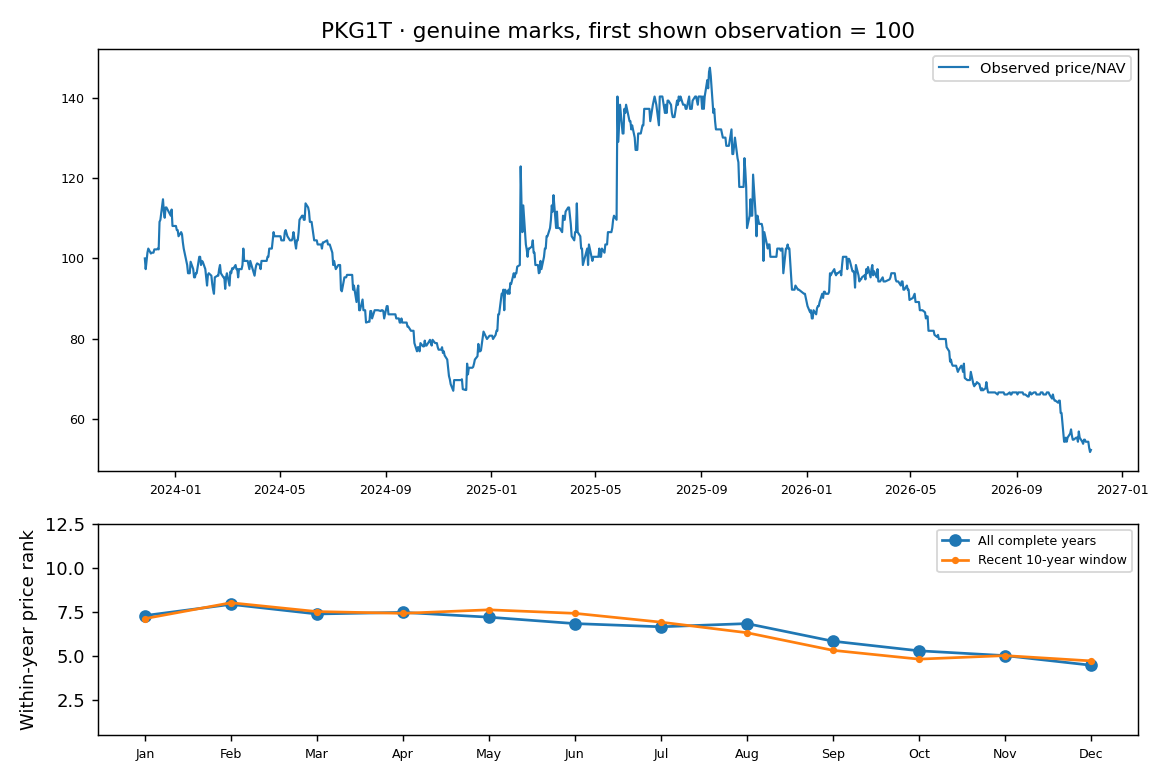 PKG1T · genuine marks, first shown observation = 100
Observed price/NAV
140
120
100
80
60
2024-01 2024-05 2024-09 2025-01 2025-05 2025-09 2026-01 2026-05 2026-09 2027-01
Within-year price rank
12.5
10.0
7.5
5.0
2.5
All complete years
Recent 10-year window
Jan Feb Mar Apr May Jun Jul Aug Sep Oct Nov Dec